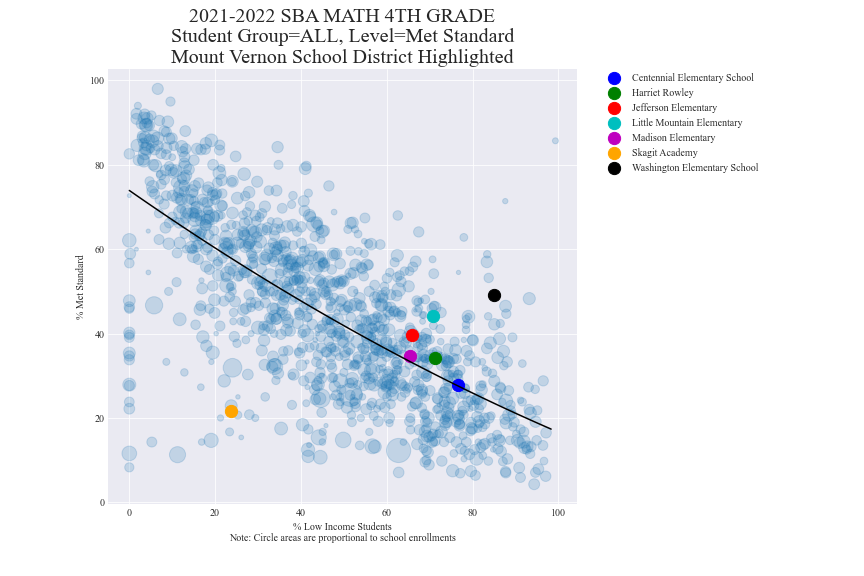 2021-2022 SBA MATH 4TH GRADE
Student Group=ALL, Level=Met Standard
Mount Vernon School District Highlighted
Centennial Elementary School
Harriet Rowley
Jefferson Elementary
Little Mountain Elementary
Madison Elementary
Skagit Academy
Washington Elementary School
100
80
60
40
20
0
% Met Standard
0 20 40 60 80 100
% Low Income Students
Note: Circle areas are proportional to school enrollments